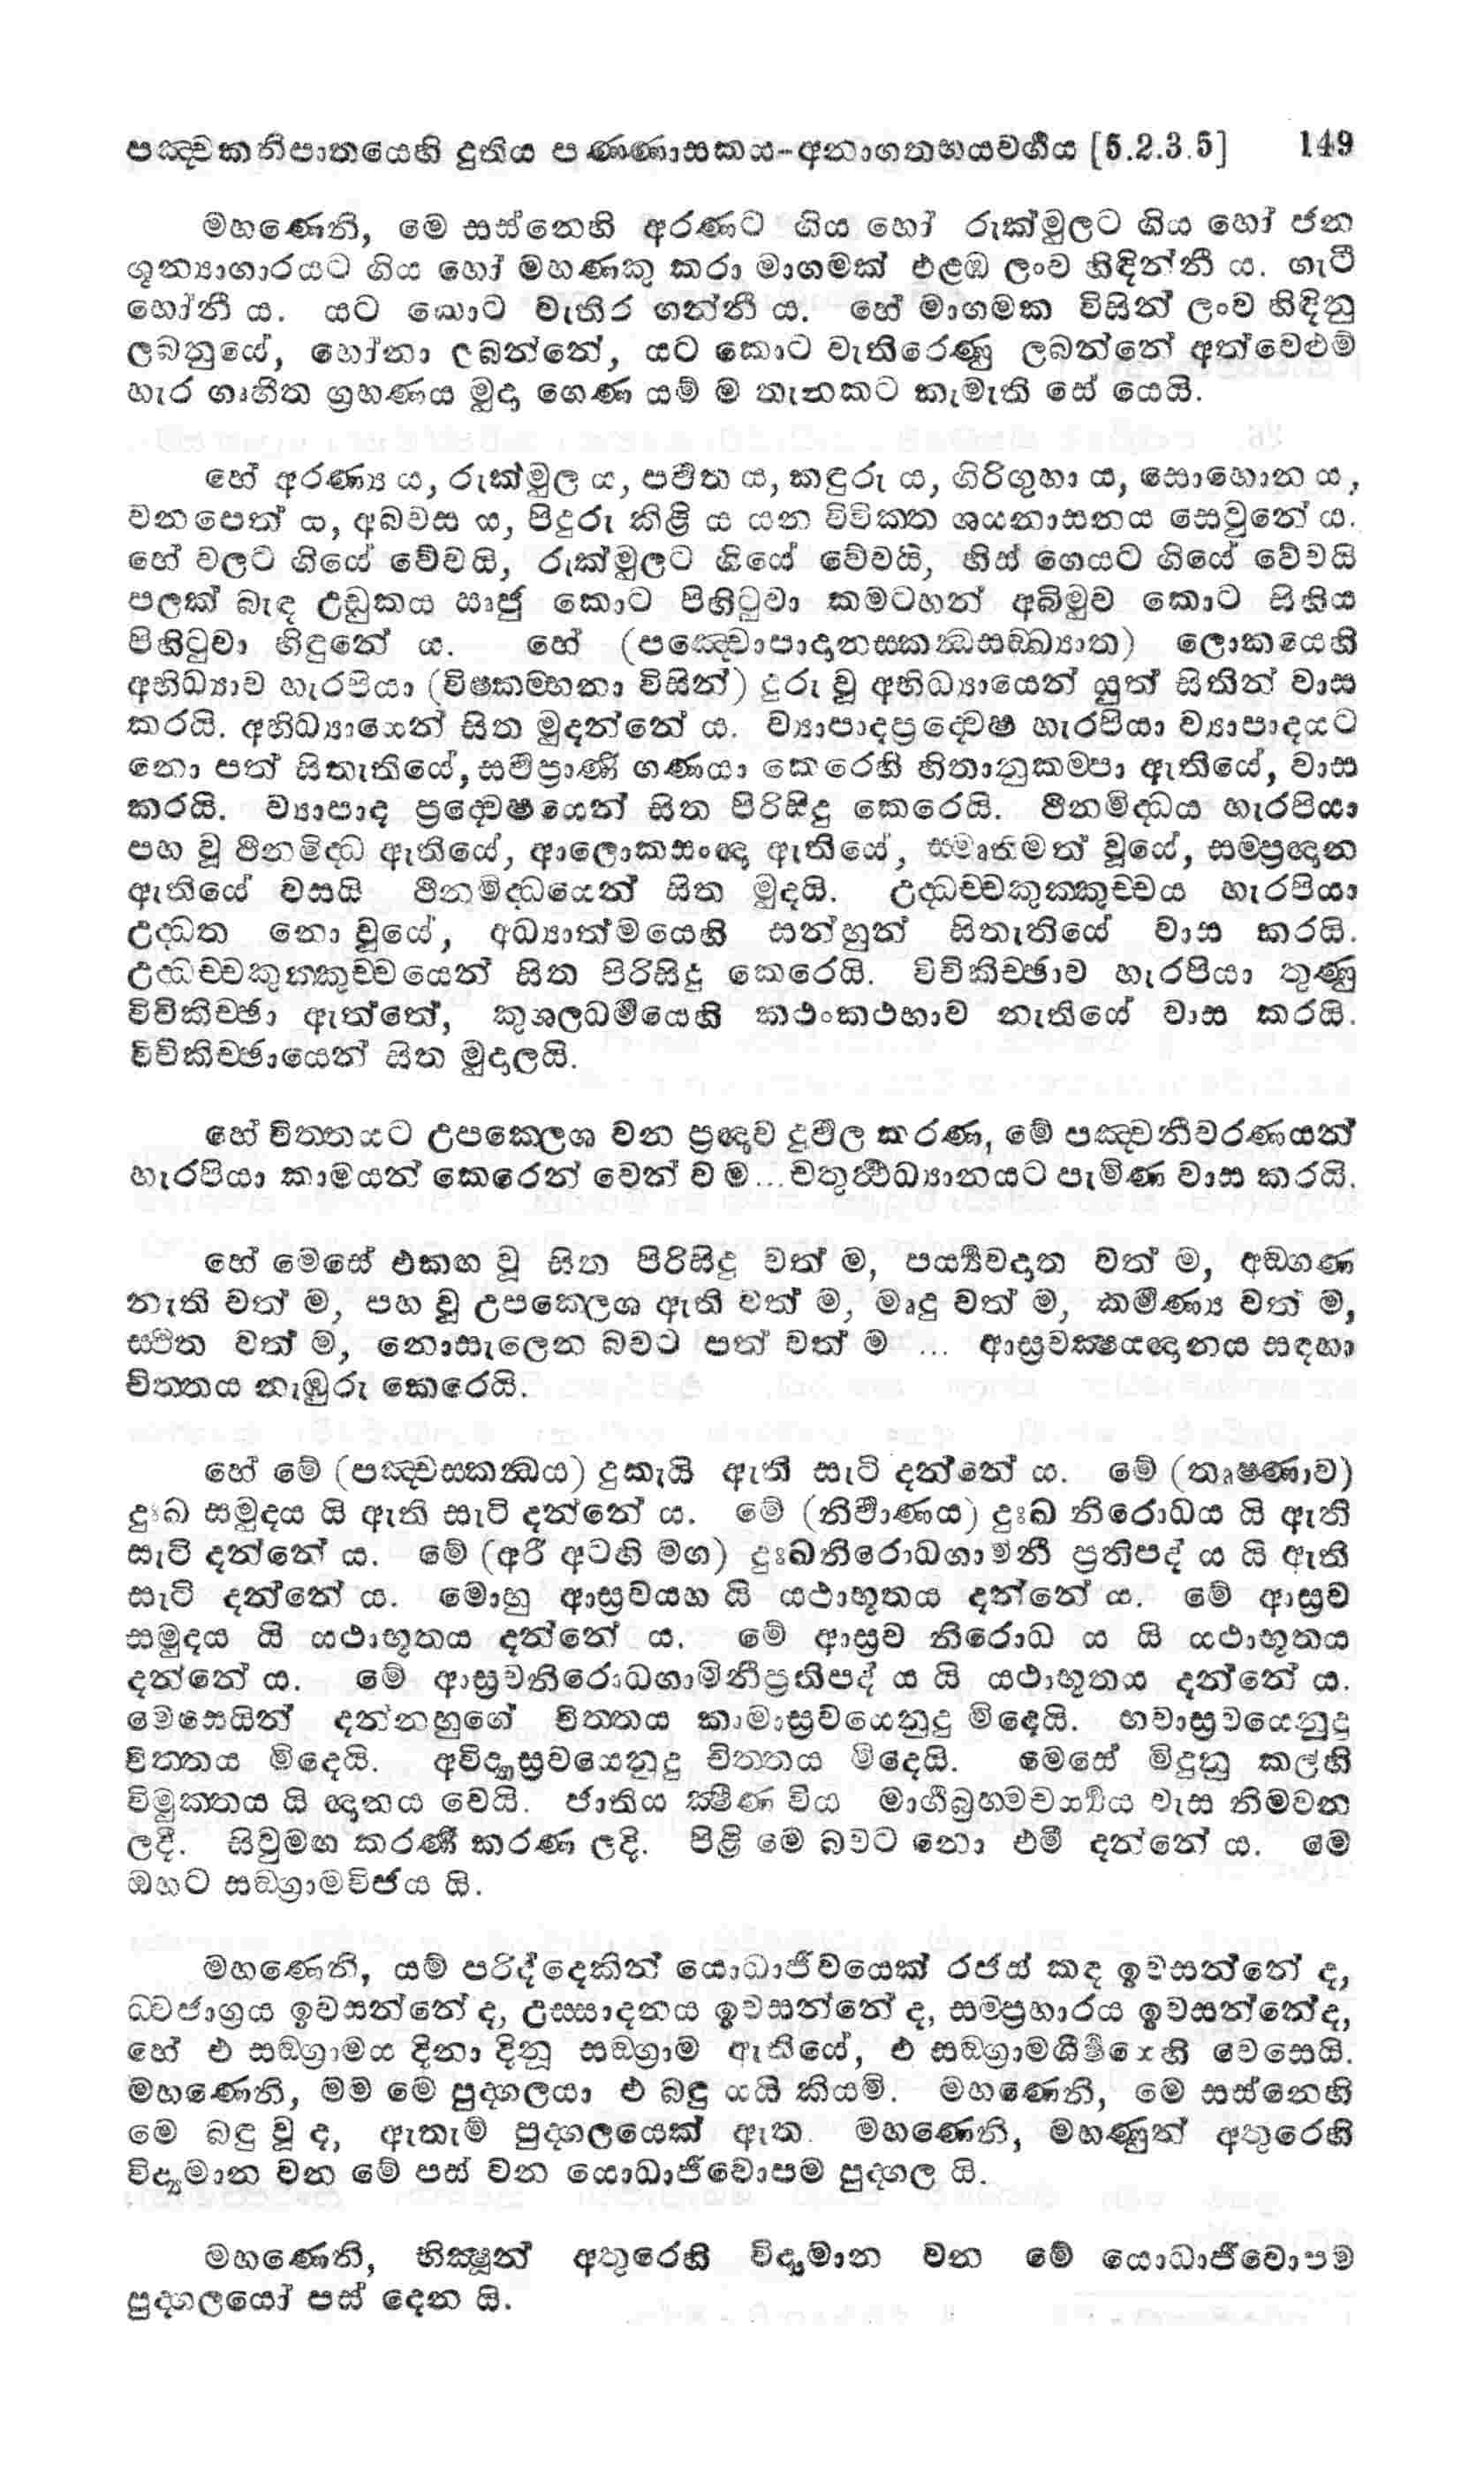 පඤ්චකනිපාතයෙහි දුතිය පණ්ණාසකය-අනාගතභයවර්‍ගය [5.2.3.5] 149
මහණෙනි, මෙ සස්නෙහි අරණට ගිය හෝ රුක්මුලට ගිය හෝ ජන
ශූන්‍යාගාරයට ගිය හෝ මහණකු කරා මාගමක් එළඹ ලංව හිඳින්නී ය. ගැටී
හෝනී ය. යට කොට වැතිර ගන්නී ය. හේ මාගමක විසින් ලංව හිඳිනු
ලබනුයේ, හෝනා ලබන්නේ, යට කොට වැතිරෙණු ලබන්නේ අත්වෙළුම්
හැර ගෘහීත ග්‍රහණය මුදා ගෙණ යම් ම තැනකට කැමැති සේ යෙයි.
හේ අරණ්‍ය ය, රුක්මුල ය, පර්‍වත ය, කඳුරු ය, ගිරිගුහා ය, සොහොන ය,
වනපෙත් ය, අබවස ය, පිදුරු කිළි ය යන විවික්ත ශයනාසනය සෙවුනේ ය.
හේ වලට ගියේ වේවයි, රුක්මුලට ගියේ වේවයි, හිස් ගෙයට ගියේ වේවයි
පලක් බැඳ උඩුකය ඍජු කොට පිහිටුවා කමටහන් අබිමුව කොට සිහිය
පිහිටුවා හිඳුනේ ය. හේ (පඤ්චොපාදානස්කන්‍ධසඞ්ඛ්‍යාත) ලොකයෙහි
අභිධ්‍යාව හැරපියා (විෂ්කම්භනා විසින්) දුරු වූ අභිධ්‍යායෙන් යුත් සිතින් වාස
කරයි. අභිධ්‍යායෙන් සිත මුදන්නේ ය. ව්‍යාපාදප්‍රද්වේෂ හැරපියා ව්‍යාපාදයට
නො පත් සිතැතියේ, සර්‍වප්‍රාණි ගණයා කෙරෙහි හිතානුකම්පා ඇතියේ, වාස
කරයි. ව්‍යාපාද ප්‍රද්වේෂයෙන් සිත පිරිසිදු කෙරෙයි. ථීනමිද්ධය හැරපියා
පහ වූ ථීනමිද්ධ ඇතියේ, ආලොකසංඥා ඇතියේ, සමෘතිමත් වූයේ, සම්ප්‍රඥාන
ඇතියේ වසයි ථීනමිද්ධයෙන් සිත මුදයි. උද්ධච්චකුක්කුච්චය හැරපියා
උද්ධත නො වූයේ, අධ්‍යාත්මයෙහි සන්හුන් සිතැතියේ වාස කරයි.
උද්ධච්චකුක්කුච්චයෙන් සිත පිරිසිදු කෙරෙයි. විචිකිච්ඡාව හැරපියා තුණු
විචිකිච්ඡා ඇත්තේ, කුශලධර්‍මයෙහි කථංකථභාව නැතියේ වාස කරයි.
විචිකිච්ඡායෙන් සිත මුදාලයි.
හේ චිත්තයට උපක්ලෙශ වන ප්‍රඥාව දුර්‍වල කරණ, මේ පඤ්චනීවරණයන්
හැරපියා කාමයන් කෙරෙන් වෙන් ව ම...චතුර්‍ත්‍ථධ්‍යානයට පැමිණ වාස කරයි.
හේ මෙසේ එකඟ වූ සිත පිරිසිදු වත් ම, පර්‍ය්‍යවදාත වත් ම, අඞ්ගණ
නැති වත් ම, පහ වූ උපක්ලෙශ ඇති වත් ම, මෘදු වත් ම, කර්‍මණ්‍ය වත් ම,
ස්ථිත වත් ම, නොසැලෙන බවට පත් වත් ම ... ආස්‍රවක්‍ෂයඥානය සඳහා
චිත්තය නැඹුරු කෙරෙයි.
හේ මේ (පඤ්චස්කන්‍ධය) දුකැයි ඇති සැටි දන්නේ ය. මේ (තෘෂ්ණාව)
දුඃඛ සමුදය යි ඇති සැටි දන්නේ ය. මේ (නිර්‍වාණය) දුඃඛ නිරොධය යි ඇති
සැටි දන්නේ ය. මේ (අරී අටඟි මග) දුඃඛනිරොධගාමිනී ප්‍රතිපද් ය යි ඇති
සැටි දන්නේ ය. මොහු ආස්‍රවයහ යි යථාභූතය දන්නේ ය. මේ ආස්‍රව
සමුදය යි යථාභූතය දන්නේ ය. මේ ආස්‍රව නිරොධ ය යි යථාභූතය
දන්නේ ය. මේ ආස්‍රවනිරොධගාමිනීප්‍රතිපද් ය යි යථාභූතය දන්නේ ය.
මෙසෙයින් දන්නහුගේ චිත්තය කාමාස්‍රවයෙනුදු මිදෙයි. භවාස්‍රවයෙනුදු
චිත්තය මිදෙයි. අවිද්‍යාස්‍රවයෙනුදු චිත්තය මිදෙයි. මෙසේ මිදුනු කල්හි
විමුක්තය යි ඥානය වෙයි. ජාතිය ක්‍ෂීණ විය මාර්‍ගබ්‍රහ්මචර්‍ය්‍යය වැස නිමවන
ලදි. සිවුමඟ කරණී කරණ ලදි. පිළි මෙ බවට නො එමී දන්නේ ය. මෙ
ඔහට සඞ්ග්‍රාමවිජය යි.
මහණෙනි, යම් පරිද්දෙකින් යොධාජීවයෙක් රජස් කඳ ඉවසන්නේ ද,
ධ්වජාග්‍රය ඉවසන්නේ ද, උස්සාදනය ඉවසන්නේ ද, සම්ප්‍රහාරය ඉවසන්නේද,
හේ එ සඞ්ග්‍රාමය දිනා දිනූ සඞ්ග්‍රාම ඇතියේ, එ සඞ්ග්‍රාමශීර්‍ෂයෙහි වෙසෙයි.
මහණෙනි, මම මෙ පුද්ගලයා එ බඳු යයි කියමි. මහණෙනි, මෙ සස්නෙහි
මෙ බඳු වූ ද, ඇතැම් පුද්ගලයෙක් ඇත. මහණෙනි, මහණුන් අතුරෙහි
විද්‍යමාන වන මේ පස් වන යොධාජීවොපම පුද්ගල යි.
මහණෙනි, භික්‍ෂූන් අතුරෙහි විද්‍යමාන වන මේ යොධාජීවොපම
පුද්ගලයෝ පස් දෙන යි.